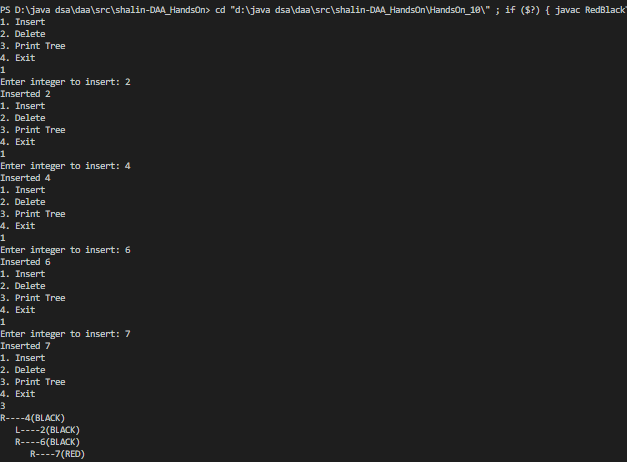 PS D:\java dsa\daa\src\shalin-DAA_HandsOn> cd "d:\java dsa\daa\src\shalin-DAA_HandsOn\HandsOn_10\" ; if ($?) { javac RedBlack
1. Insert
2. Delete
3. Print Tree
4. Exit
1
Enter integer to insert: 2
Inserted 2
1. Insert
2. Delete
3. Print Tree
4. Exit
1
Enter integer to insert: 4
Inserted 4
1. Insert
2. Delete
3. Print Tree
4. Exit
1
Enter integer to insert: 6
Inserted 6
1. Insert
2. Delete
3. Print Tree
4. Exit
1
Enter integer to insert: 7
Inserted 7
1. Insert
2. Delete
3. Print Tree
4. Exit
3
R----4(BLACK)
   L----2(BLACK)
   R----6(BLACK)
      R----7(RED)